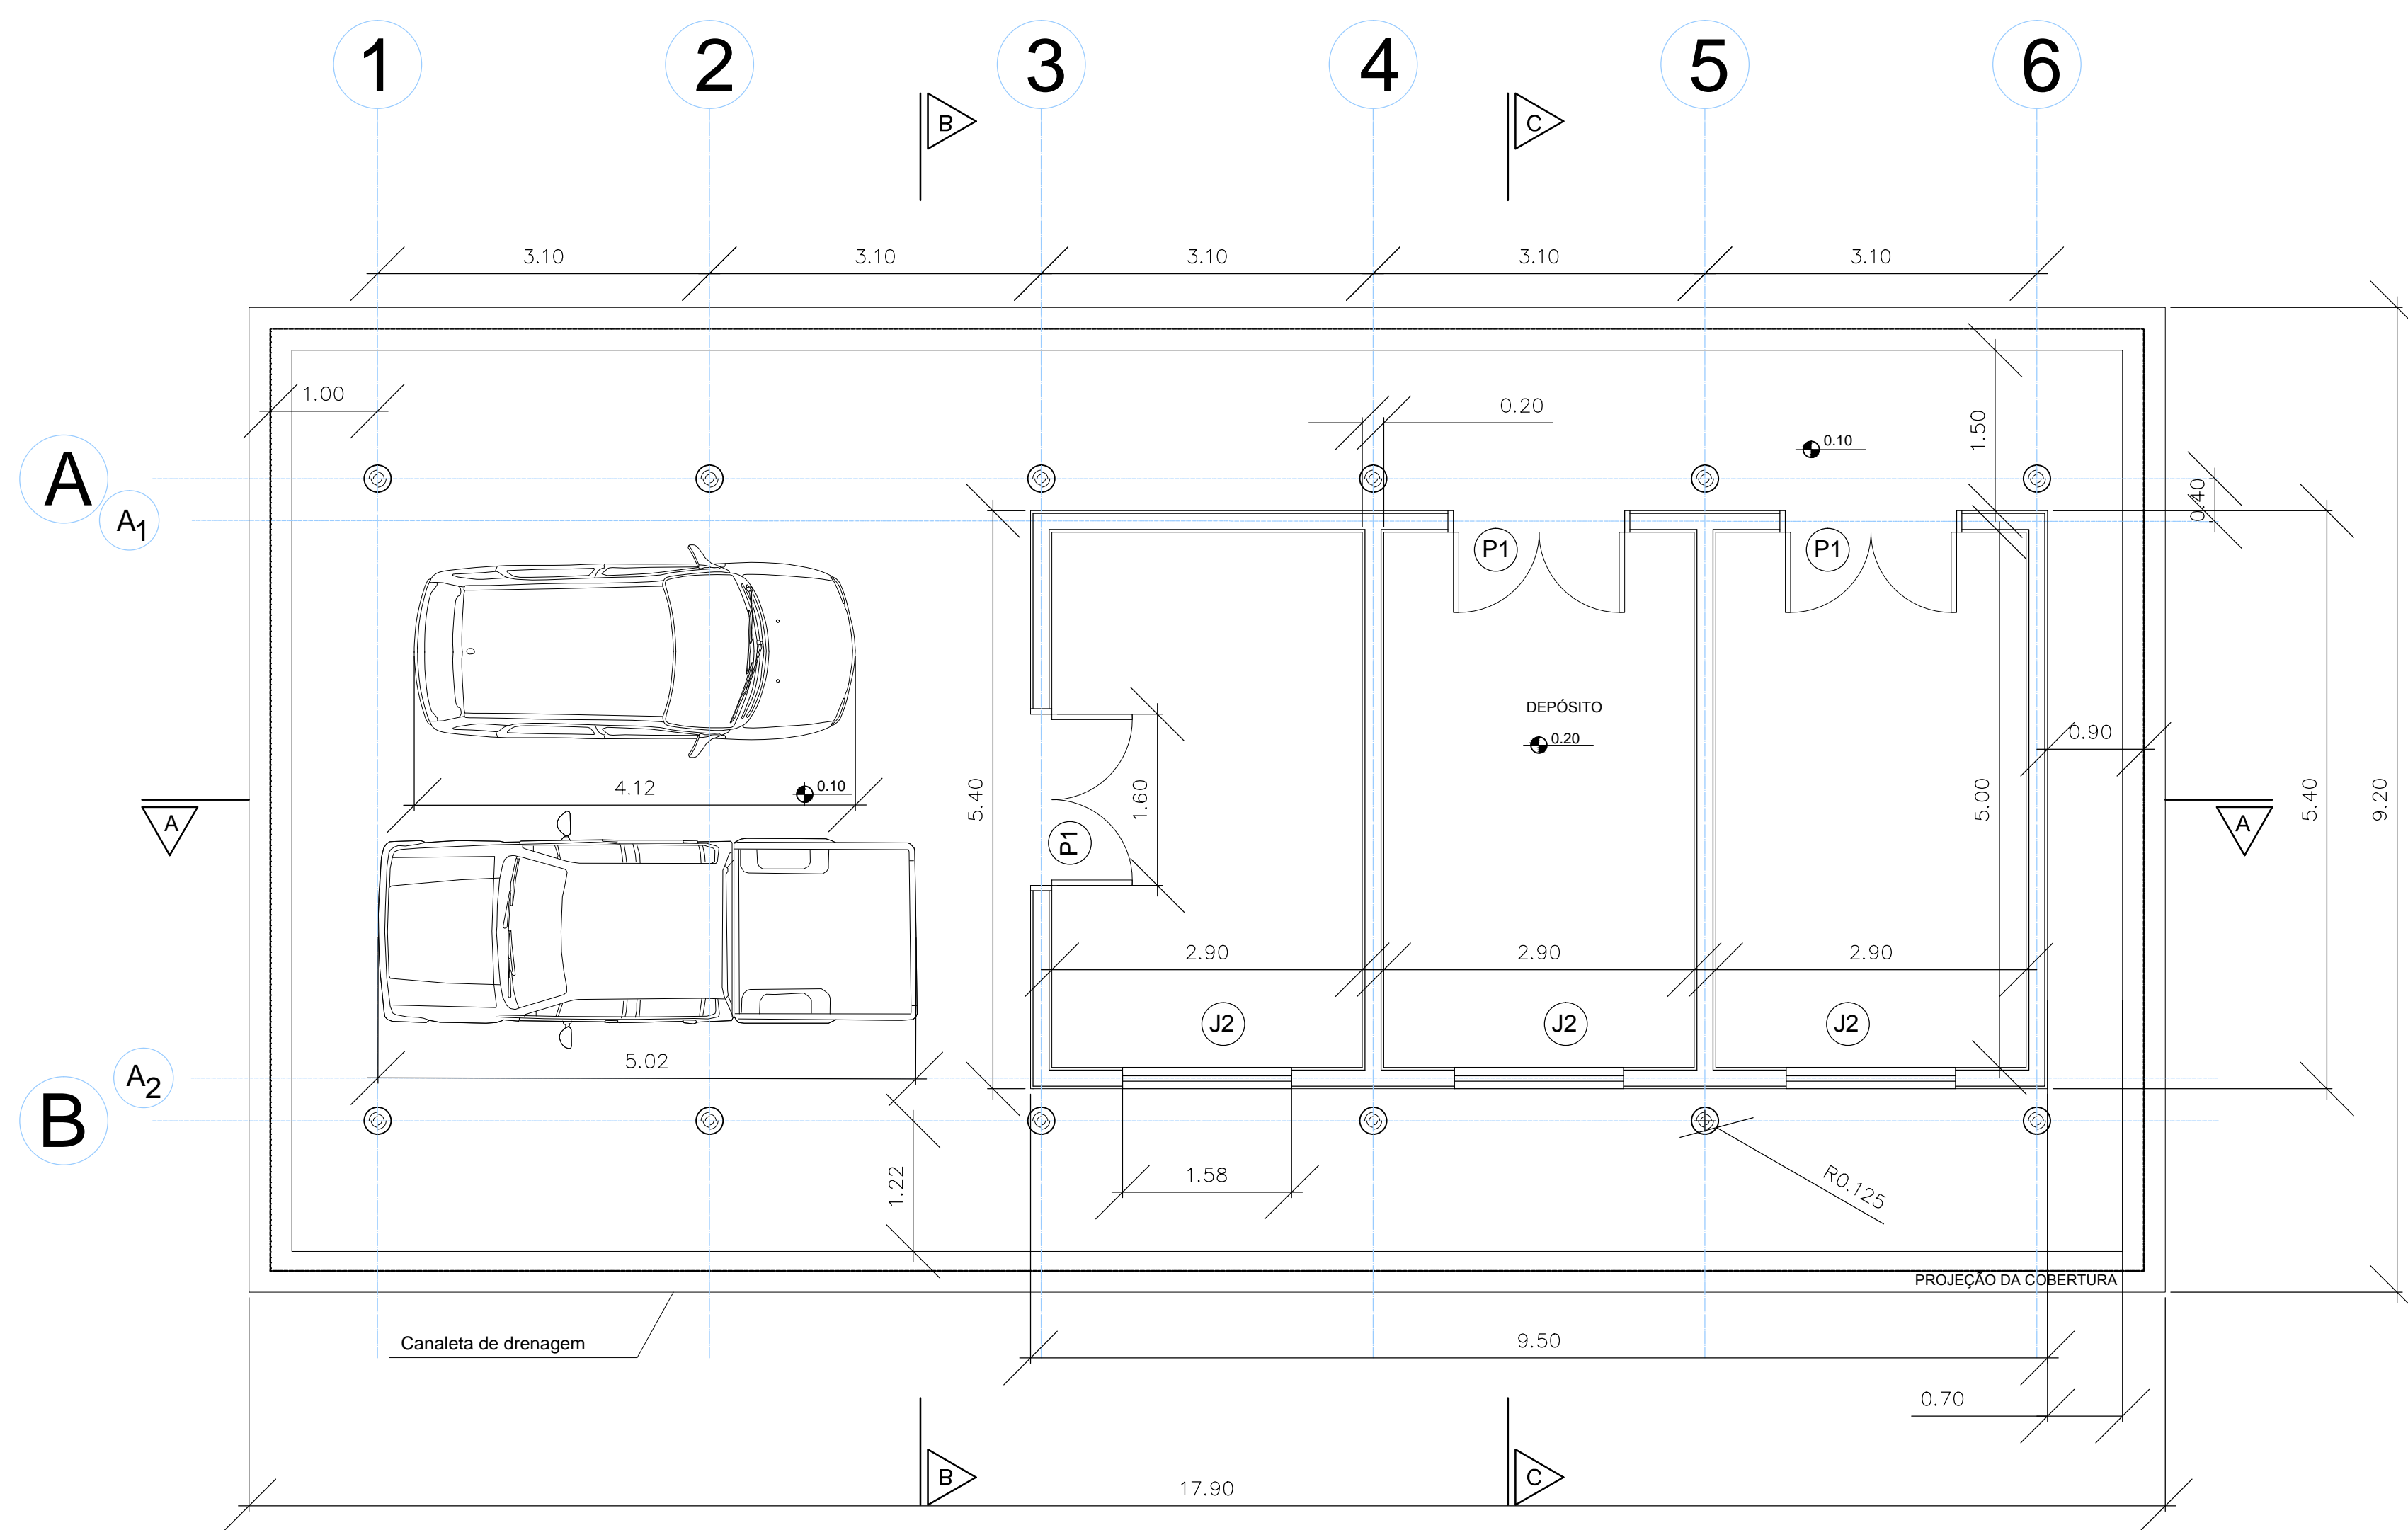 1 2 3 4 5 6
B C
3.10 3.10 3.10 3.10 3.10
1.00
0.20
1.50
0.10
A
0.40
A1
P1 P1
DEPÓSITO
0.20
0.90
4.12
0.10
5.40
1.60
5.00
5.40
9.20
A A
P1
2.90 2.90 2.90
J2 J2 J2
5.02
A2
B
1.22
1.58
R0.125
PROJEÇÃO DA COBERTURA
Canaleta de drenagem
9.50
0.70
B C
17.90